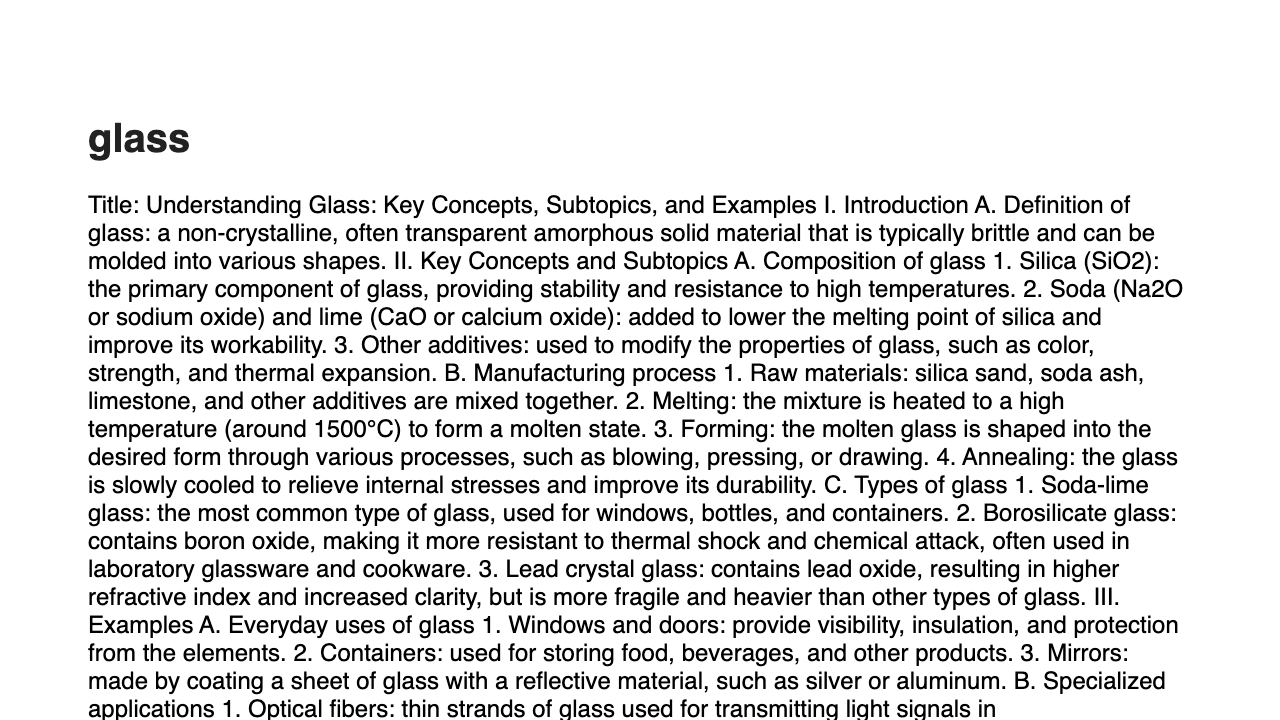 glass
Title: Understanding Glass: Key Concepts, Subtopics, and Examples I. Introduction A. Definition of
glass: a non-crystalline, often transparent amorphous solid material that is typically brittle and can be
molded into various shapes. II. Key Concepts and Subtopics A. Composition of glass 1. Silica (SiO2):
the primary component of glass, providing stability and resistance to high temperatures. 2. Soda (Na2O
or sodium oxide) and lime (CaO or calcium oxide): added to lower the melting point of silica and
improve its workability. 3. Other additives: used to modify the properties of glass, such as color,
strength, and thermal expansion. B. Manufacturing process 1. Raw materials: silica sand, soda ash,
limestone, and other additives are mixed together. 2. Melting: the mixture is heated to a high
temperature (around 1500°C) to form a molten state. 3. Forming: the molten glass is shaped into the
desired form through various processes, such as blowing, pressing, or drawing. 4. Annealing: the glass
is slowly cooled to relieve internal stresses and improve its durability. C. Types of glass 1. Soda-lime
glass: the most common type of glass, used for windows, bottles, and containers. 2. Borosilicate glass:
contains boron oxide, making it more resistant to thermal shock and chemical attack, often used in
laboratory glassware and cookware. 3. Lead crystal glass: contains lead oxide, resulting in higher
refractive index and increased clarity, but is more fragile and heavier than other types of glass. III.
Examples A. Everyday uses of glass 1. Windows and doors: provide visibility, insulation, and protection
from the elements. 2. Containers: used for storing food, beverages, and other products. 3. Mirrors:
made by coating a sheet of glass with a reflective material, such as silver or aluminum. B. Specialized
applications 1. Optical fibers: thin strands of glass used for transmitting light signals in